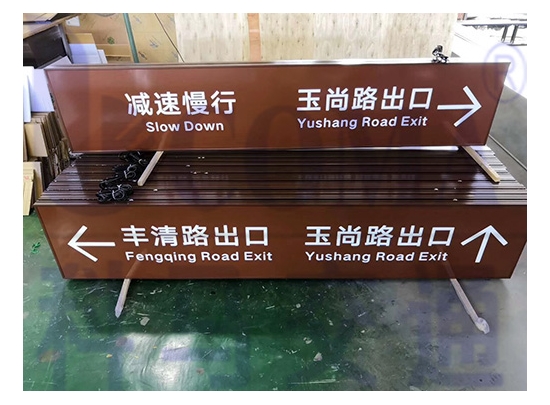 减速慢行 玉尚路出口 →
Slow Down Yushang Road Exit
← 丰清路出口 玉尚路出口 ↑
Fengqing Road Exit Yushang Road Exit
®